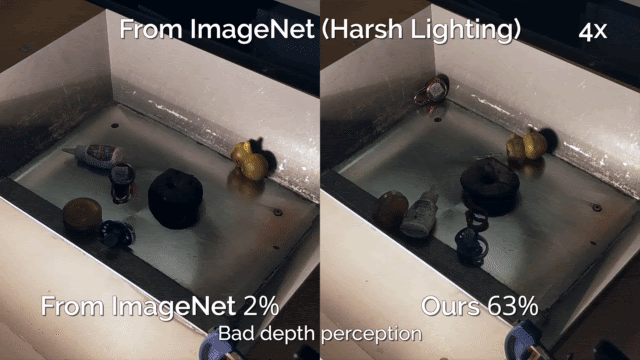 From ImageNet (Harsh Lighting) 4x
From ImageNet 2% Ours 63%
Bad depth perception